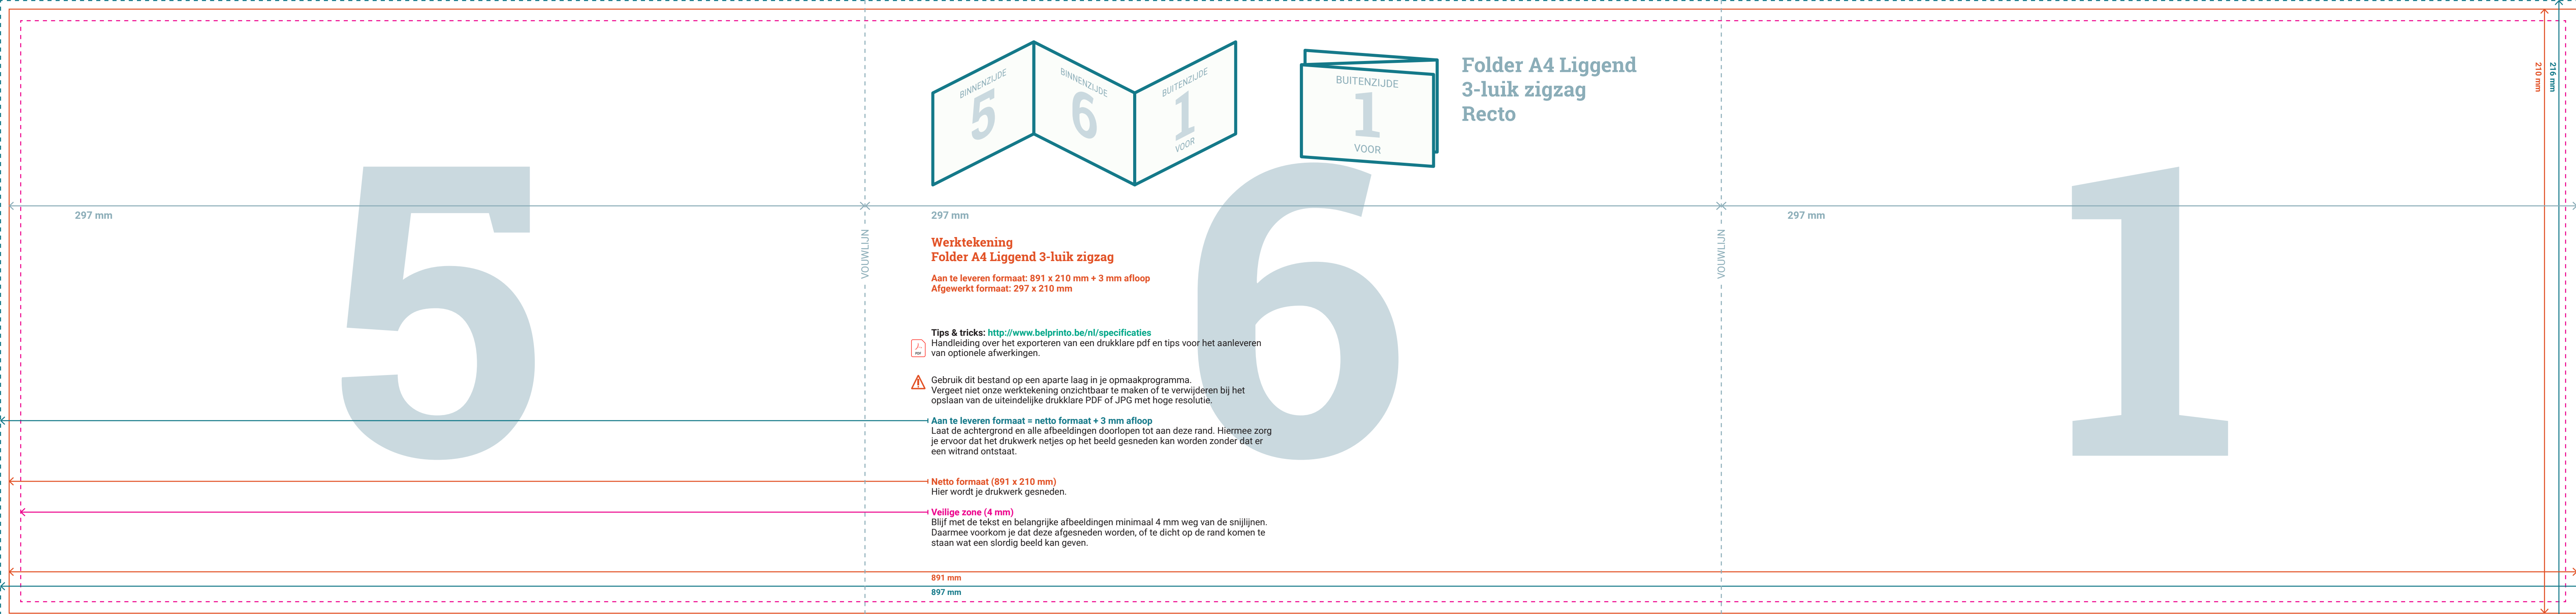 BINNENZIJDE
5
BINNENZIJDE
6
BUITENZIJDE
1
VOOR
BUITENZIJDE
1
VOOR
Folder A4 Liggend
3-luik zigzag
Recto
210 mm
216 mm
5
6
1
297 mm
297 mm
297 mm
VOUWLIJN
VOUWLIJN
Werktekening
Folder A4 Liggend 3-luik zigzag
Aan te leveren formaat: 891 x 210 mm + 3 mm afloop
Afgewerkt formaat: 297 x 210 mm
Tips & tricks: http://www.belprinto.be/nl/specificaties
Handleiding over het exporteren van een drukklare pdf en tips voor het aanleveren
van optionele afwerkingen.
PDF
Gebruik dit bestand op een aparte laag in je opmaakprogramma.
Vergeet niet onze werktekening onzichtbaar te maken of te verwijderen bij het
opslaan van de uiteindelijke drukklare PDF of JPG met hoge resolutie.
Aan te leveren formaat = netto formaat + 3 mm afloop
Laat de achtergrond en alle afbeeldingen doorlopen tot aan deze rand. Hiermee zorg
je ervoor dat het drukwerk netjes op het beeld gesneden kan worden zonder dat er
een witrand ontstaat.
Netto formaat (891 x 210 mm)
Hier wordt je drukwerk gesneden.
Veilige zone (4 mm)
Blijf met de tekst en belangrijke afbeeldingen minimaal 4 mm weg van de snijlijnen.
Daarmee voorkom je dat deze afgesneden worden, of te dicht op de rand komen te
staan wat een slordig beeld kan geven.
891 mm
897 mm